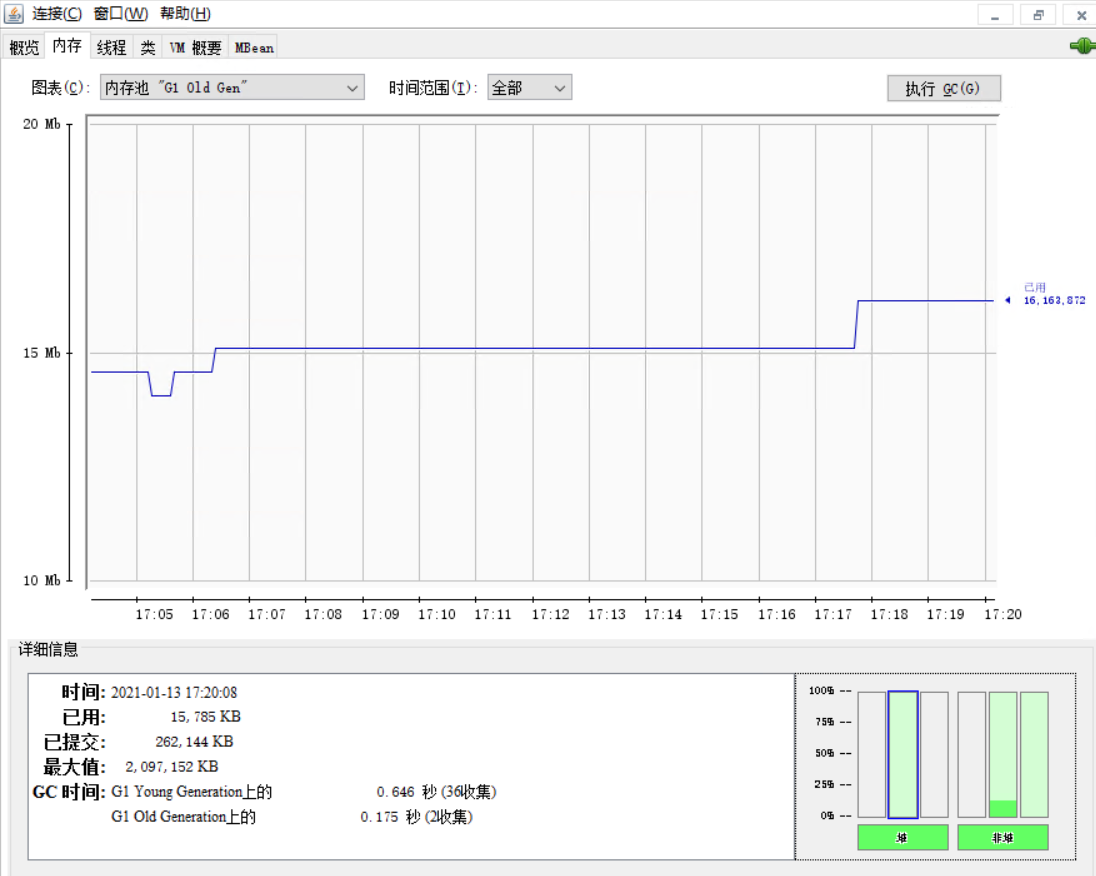 连接(C) 窗口(W) 帮助(H)
概览 内存 线程 类 VM 概要 MBean
图表(C): 内存池 "G1 Old Gen" 时间范围(T): 全部 执行 GC(G)
20 Mb
已用
16,163,872
15 Mb
10 Mb
17:05 17:06 17:07 17:08 17:09 17:10 17:11 17:12 17:13 17:14 17:15 17:16 17:17 17:18 17:19 17:20
详细信息
时间: 2021-01-13 17:20:08
已用: 15,785 KB
已提交: 262,144 KB
最大值: 2,097,152 KB
GC 时间: G1 Young Generation上的 0.646 秒 (36收集)
G1 Old Generation上的 0.175 秒 (2收集)
100% --
75% --
50% --
25% --
0% --
堆 非堆